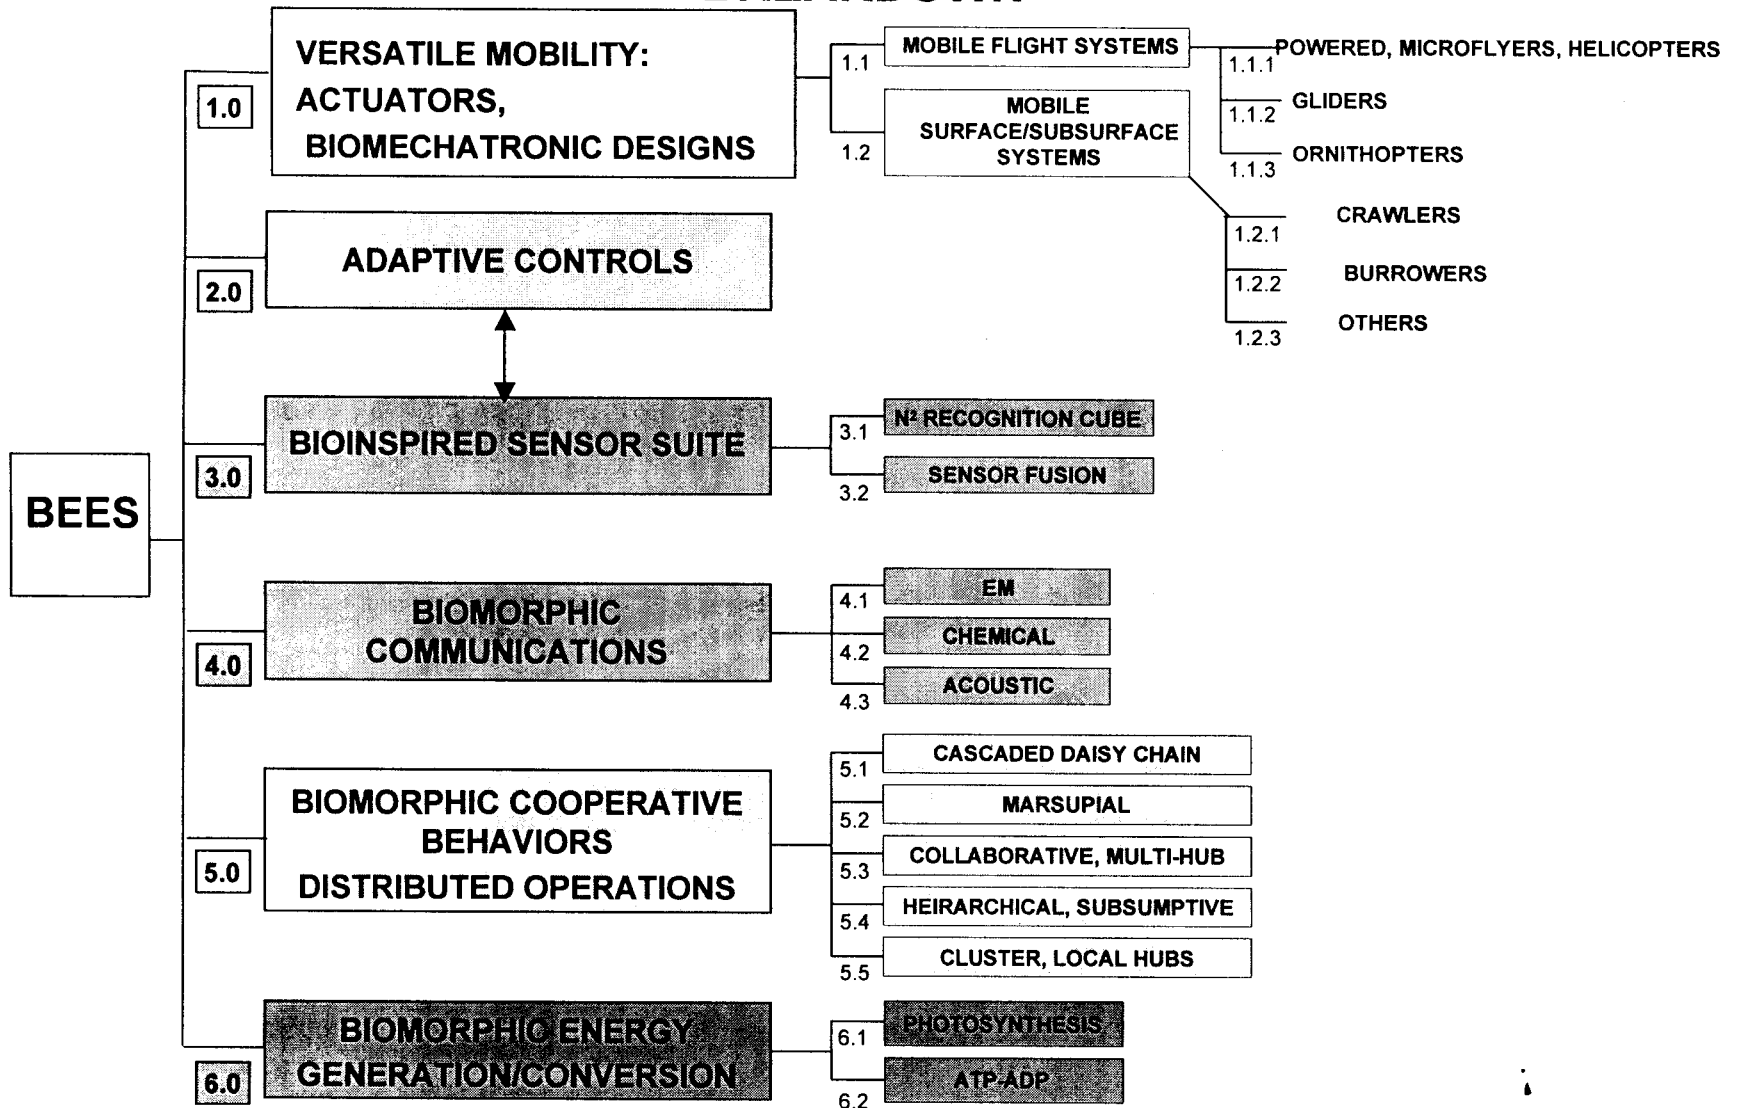 BREAKDOWN
VERSATILE MOBILITY:
ACTUATORS,
BIOMECHATRONIC DESIGNS
1.0
1.1
MOBILE FLIGHT SYSTEMS
1.1.1
POWERED, MICROFLYERS, HELICOPTERS
1.1.2
GLIDERS
1.1.3
ORNITHOPTERS
1.2
MOBILE
SURFACE/SUBSURFACE
SYSTEMS
1.2.1
CRAWLERS
1.2.2
BURROWERS
1.2.3
OTHERS
2.0
ADAPTIVE CONTROLS
BEES
3.0
BIOINSPIRED SENSOR SUITE
3.1
N² RECOGNITION CUBE
3.2
SENSOR FUSION
4.0
BIOMORPHIC
COMMUNICATIONS
4.1
EM
4.2
CHEMICAL
4.3
ACOUSTIC
5.0
BIOMORPHIC COOPERATIVE
BEHAVIORS
DISTRIBUTED OPERATIONS
5.1
CASCADED DAISY CHAIN
5.2
MARSUPIAL
5.3
COLLABORATIVE, MULTI-HUB
5.4
HEIRARCHICAL, SUBSUMPTIVE
5.5
CLUSTER, LOCAL HUBS
6.0
BIOMORPHIC ENERGY
GENERATION/CONVERSION
6.1
PHOTOSYNTHESIS
6.2
ATP-ADP